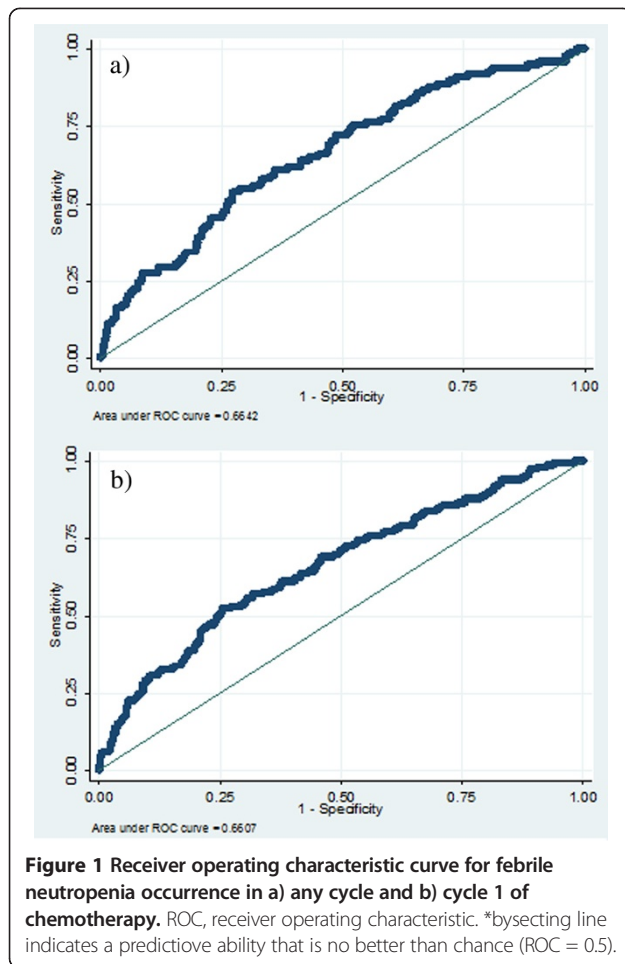 a)
1.00
0.75
0.50
0.25
0.00
Sensitivity
0.00 0.25 0.50 0.75 1.00
1 - Specificity
Area under ROC curve = 0.6642
b)
1.00
0.75
0.50
0.25
0.00
Sensitivity
0.00 0.25 0.50 0.75 1.00
1 - Specificity
Area under ROC curve = 0.6607
Figure 1 Receiver operating characteristic curve for febrile
neutropenia occurrence in a) any cycle and b) cycle 1 of
chemotherapy. ROC, receiver operating characteristic. *bysecting line
indicates a predictiove ability that is no better than chance (ROC = 0.5).